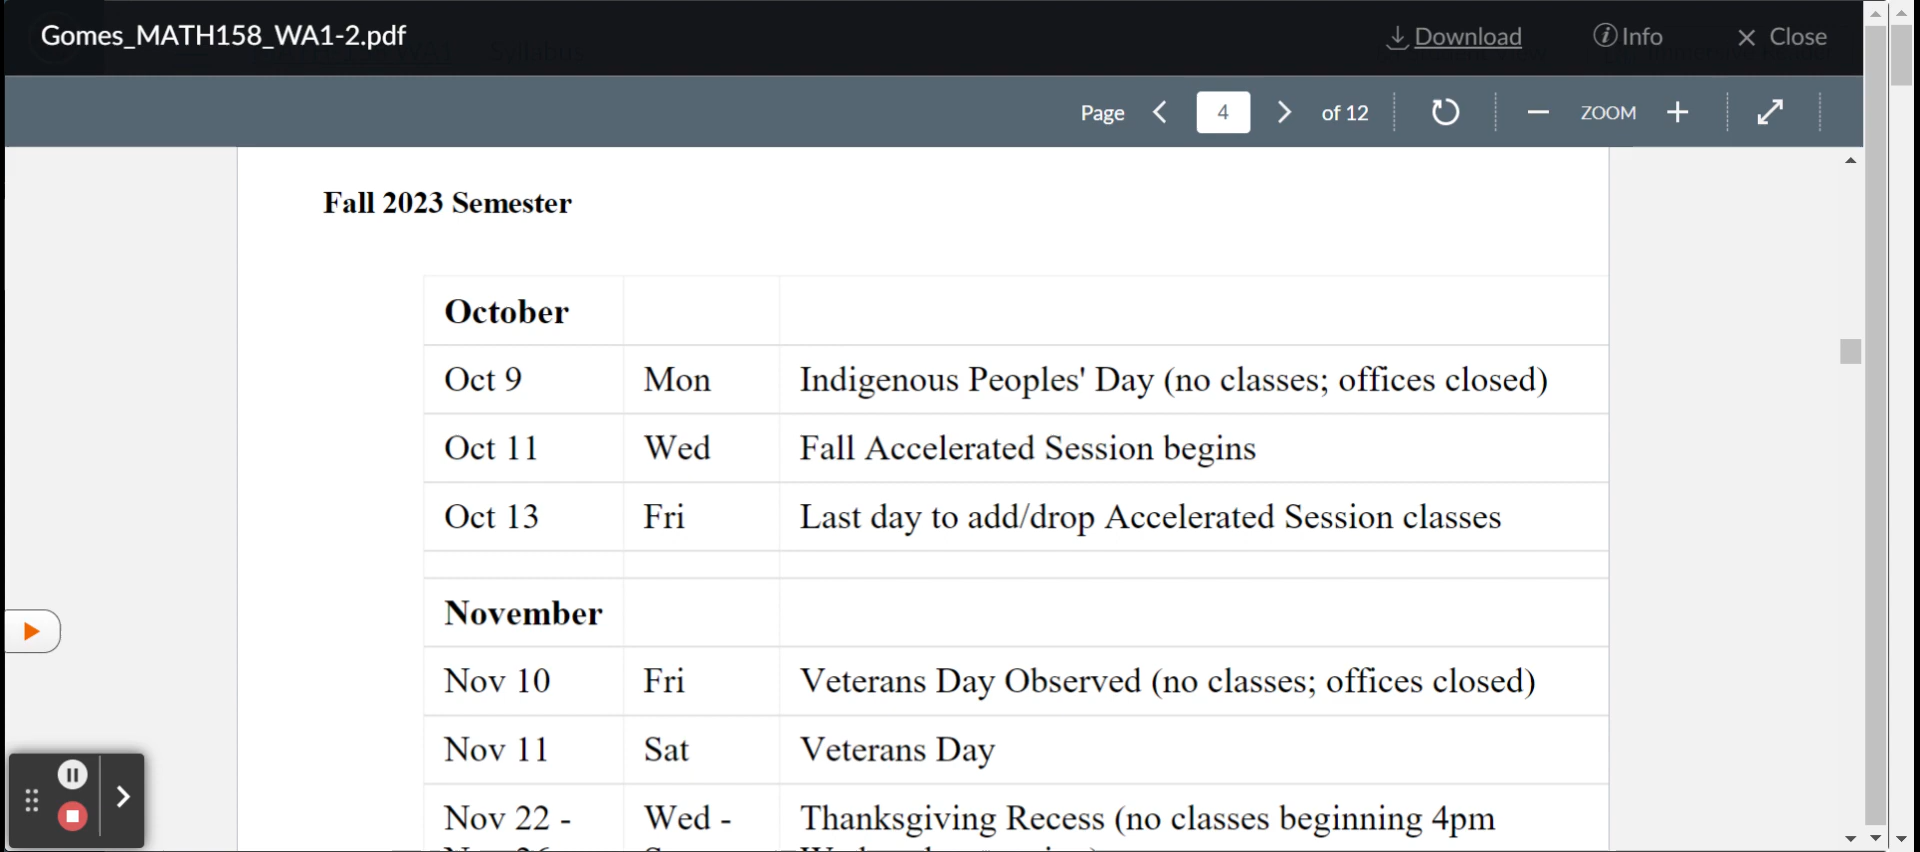 Gomes_MATH158_WA1-2.pdf
Download
Info
Close
Page 4 of 12 ZOOM
Fall 2023 Semester
October
Oct 9 Mon Indigenous Peoples' Day (no classes; offices closed)
Oct 11 Wed Fall Accelerated Session begins
Oct 13 Fri Last day to add/drop Accelerated Session classes
November
Nov 10 Fri Veterans Day Observed (no classes; offices closed)
Nov 11 Sat Veterans Day
Nov 22 - Wed - Thanksgiving Recess (no classes beginning 4pm